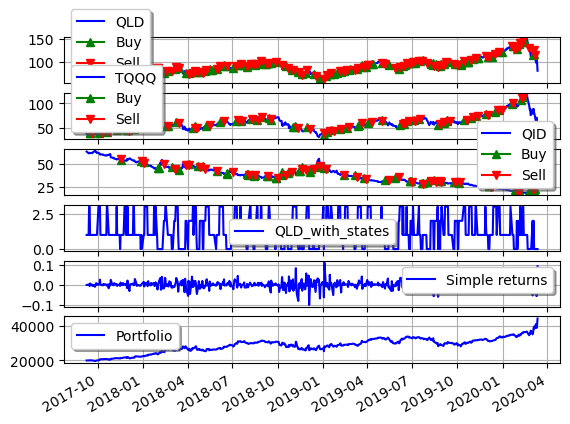 QLD
Buy
Sell
150
100
TQQQ
Buy
Sell
100
50
QID
Buy
Sell
50
25
QLD_with_states
2.5
0.0
Simple returns
0.1
0.0
−0.1
Portfolio
40000
20000
2017-10
2018-01
2018-04
2018-07
2018-10
2019-01
2019-04
2019-07
2019-10
2020-01
2020-04